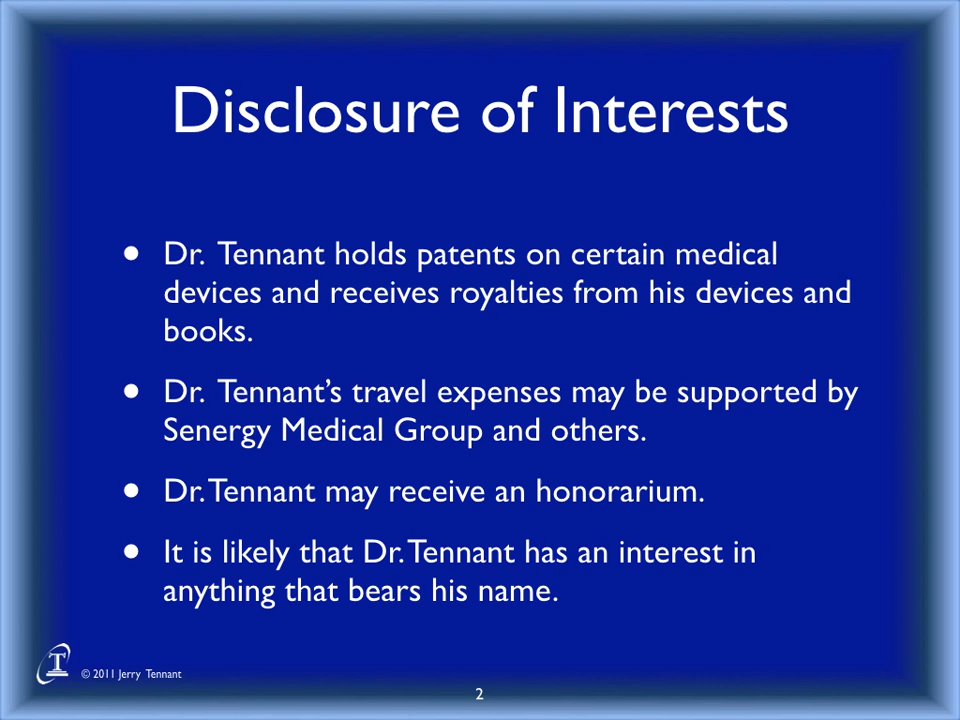 Disclosure of Interests
• Dr. Tennant holds patents on certain medical
devices and receives royalties from his devices and
books.
• Dr. Tennant’s travel expenses may be supported by
Senergy Medical Group and others.
• Dr. Tennant may receive an honorarium.
• It is likely that Dr. Tennant has an interest in
anything that bears his name.
T
© 2011 Jerry Tennant
2